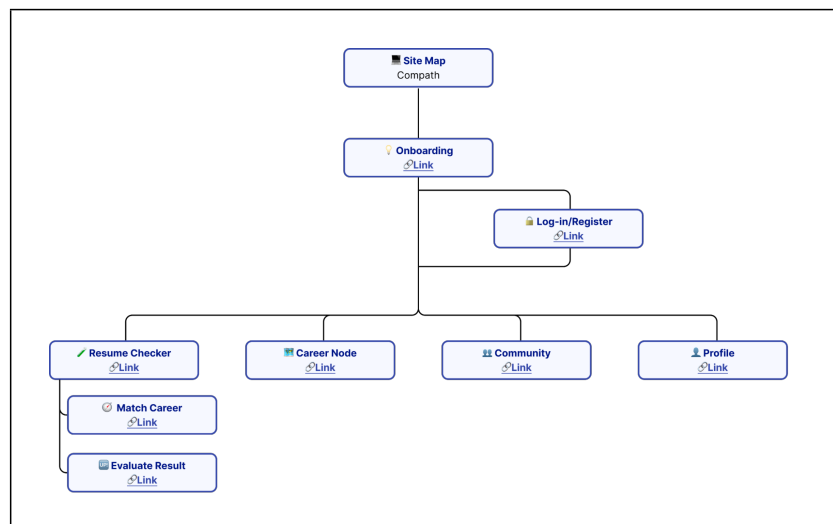 🖥️ Site Map
Compath
💡 Onboarding
🔗Link
🔒 Log-in/Register
🔗Link
🧪 Resume Checker
🔗Link
🗺️ Career Node
🔗Link
👥 Community
🔗Link
👤 Profile
🔗Link
🧭 Match Career
🔗Link
🆙 Evaluate Result
🔗Link